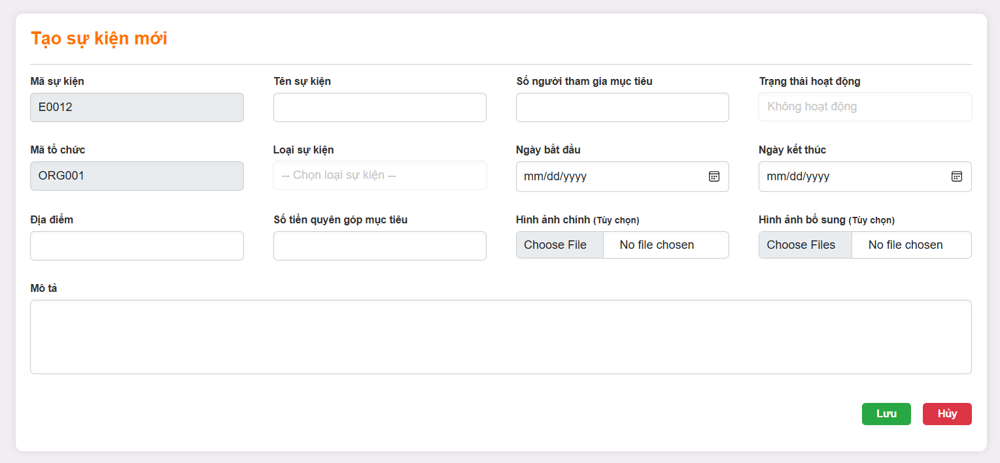 Tạo sự kiện mới
Mã sự kiện Tên sự kiện Số người tham gia mục tiêu Trạng thái hoạt động
E0012 Không hoạt động
Mã tổ chức Loại sự kiện Ngày bắt đầu Ngày kết thúc
ORG001 -- Chọn loại sự kiện -- mm/dd/yyyy mm/dd/yyyy
Địa điểm Số tiền quyên góp mục tiêu Hình ảnh chính (Tùy chọn) Hình ảnh bổ sung (Tùy chọn)
Choose File No file chosen Choose Files No file chosen
Mô tả
Lưu Hủy